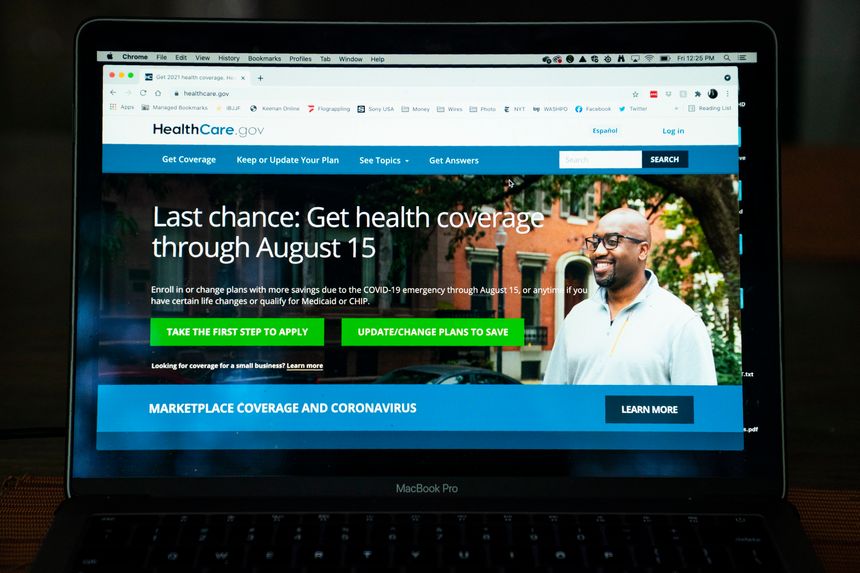 Chrome File Edit View History Bookmarks Profiles Tab Window Help Fri 12:25 PM
Get 2021 health coverage. He
healthcare.gov
Apps Managed Bookmarks IBJJF Keenan Online Flograppling Sony USA Money Wires Photo NYT WASHPO Facebook Twitter » Reading List
HealthCare.gov Español Log in
Get Coverage Keep or Update Your Plan See Topics Get Answers Search SEARCH
Last chance: Get health coverage
through August 15
Enroll in or change plans with more savings due to the COVID-19 emergency through August 15, or anytime if you
have certain life changes or qualify for Medicaid or CHIP.
TAKE THE FIRST STEP TO APPLY UPDATE/CHANGE PLANS TO SAVE
Looking for coverage for a small business? Learn more
MARKETPLACE COVERAGE AND CORONAVIRUS LEARN MORE
MacBook Pro